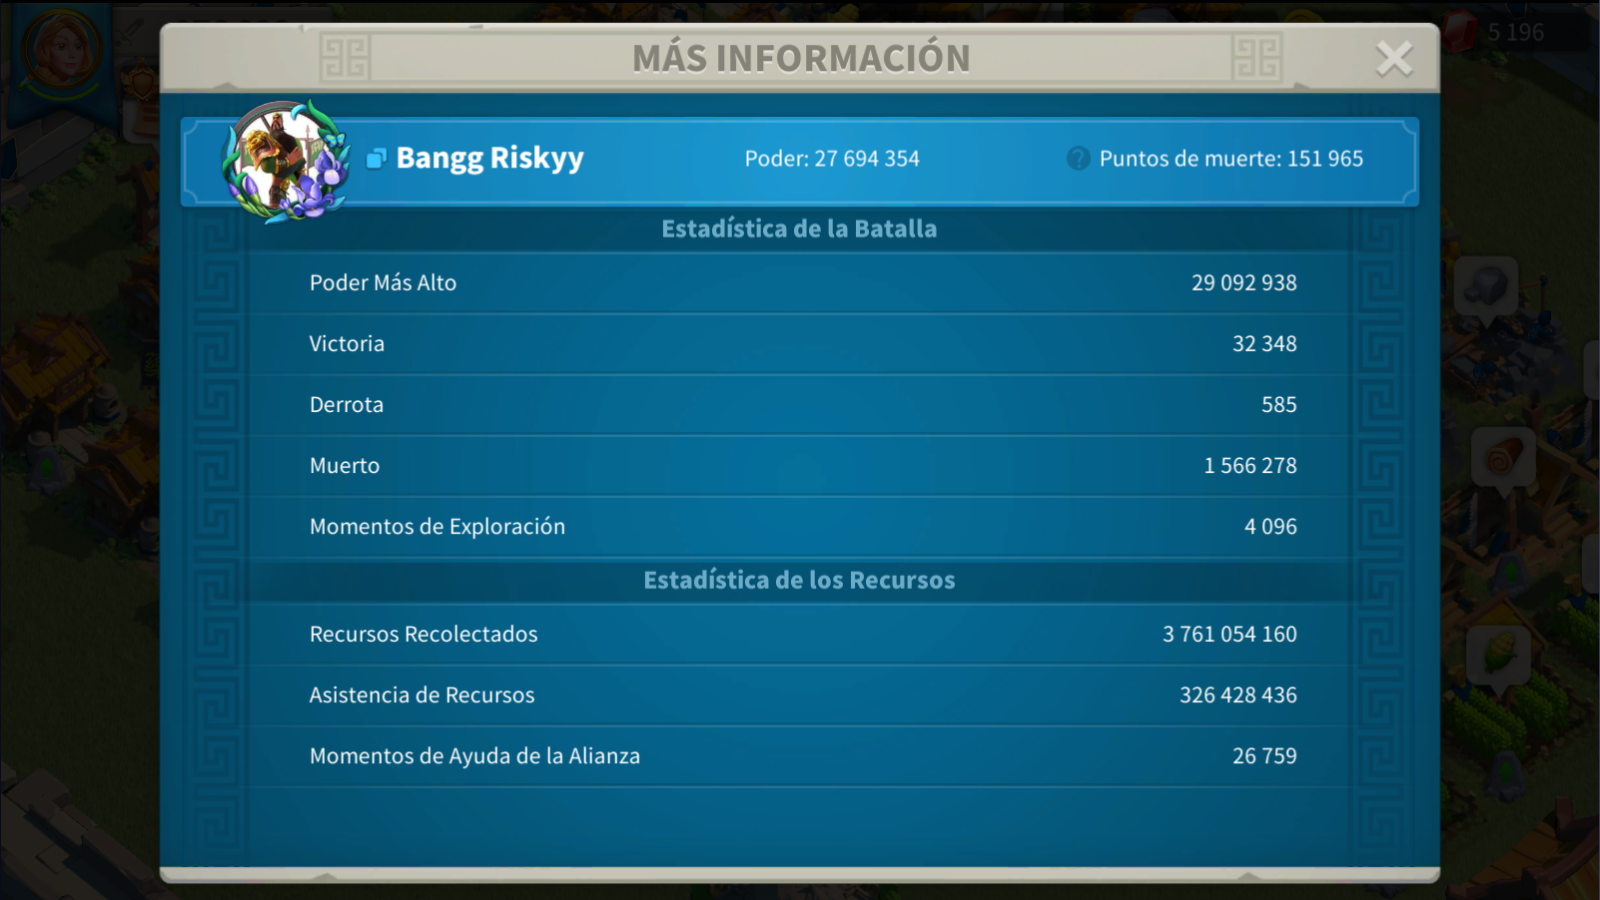 5 196
MÁS INFORMACIÓN
Bangg Riskyy
Poder: 27 694 354
? Puntos de muerte: 151 965
Estadística de la Batalla
Poder Más Alto 29 092 938
Victoria 32 348
Derrota 585
Muerto 1 566 278
Momentos de Exploración 4 096
Estadística de los Recursos
Recursos Recolectados 3 761 054 160
Asistencia de Recursos 326 428 436
Momentos de Ayuda de la Alianza 26 759